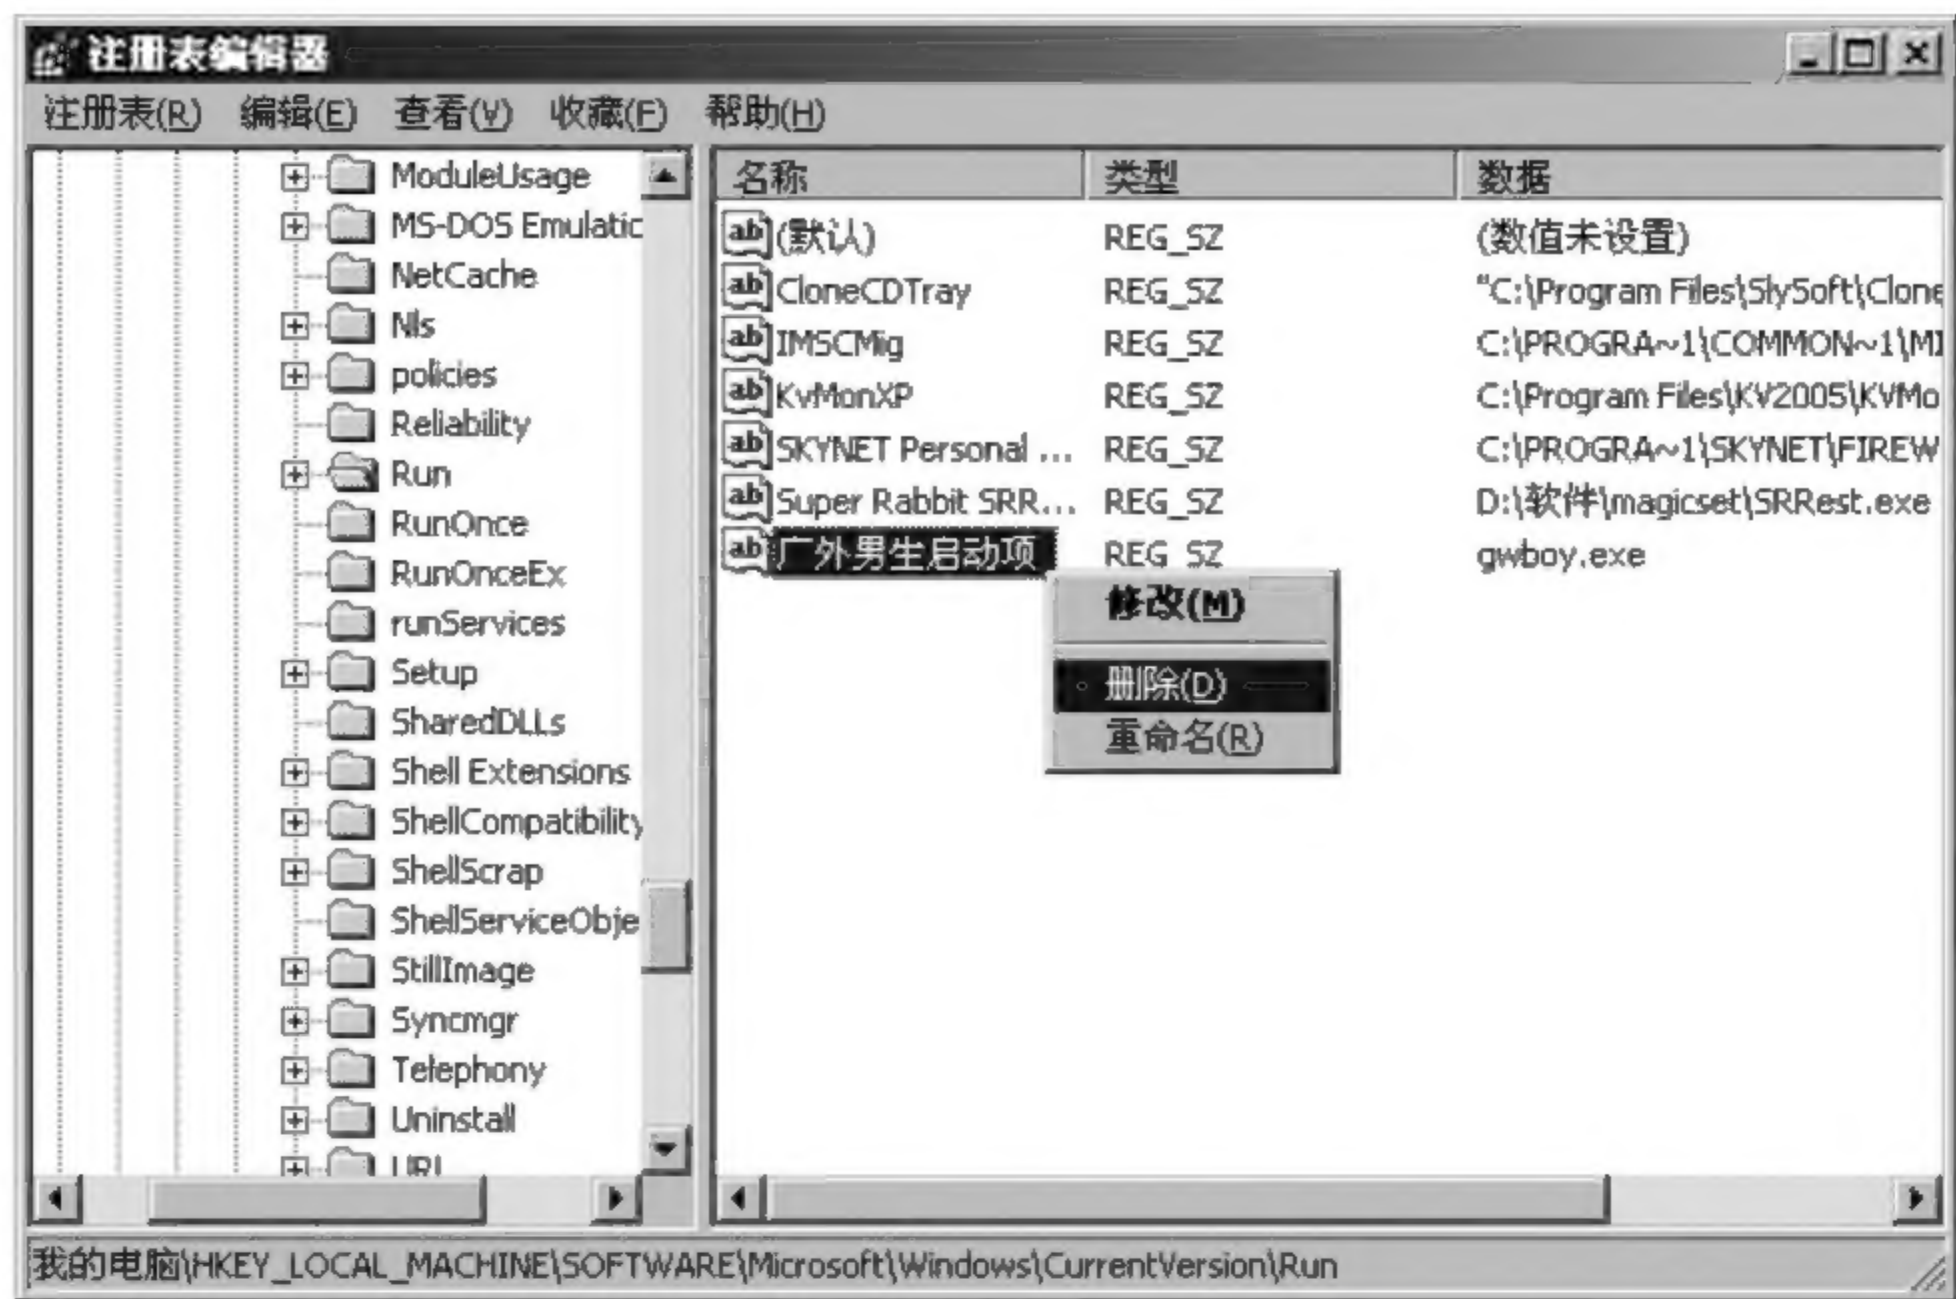 注册表编辑器
注册表(R) 编辑(E) 查看(V) 收藏(F) 帮助(H)
ModuleUsage
MS-DOS Emulatic
NetCache
Nls
policies
Reliability
Run
RunOnce
RunOnceEx
runServices
Setup
SharedDLLs
Shell Extensions
ShellCompatibility
ShellScrap
ShellServiceObje
StillImage
Syncmgr
Telephony
Uninstall
URL
名称 类型 数据
(默认) REG_SZ (数值未设置)
CloneCDTray REG_SZ "C:\Program Files\SlySoft\Clone
IMSCMig REG_SZ C:\PROGRA~1\COMMON~1\MI
KvMonXP REG_SZ C:\Program Files\KV2005\KVMo
SKYNET Personal ... REG_SZ C:\PROGRA~1\SKYNET\FIREW
Super Rabbit SRR... REG_SZ D:\软件\magicset\SRRest.exe
广外男生启动项 REG_SZ gwboy.exe
修改(M)
删除(D)
重命名(R)
我的电脑\HKEY_LOCAL_MACHINE\SOFTWARE\Microsoft\Windows\CurrentVersion\Run